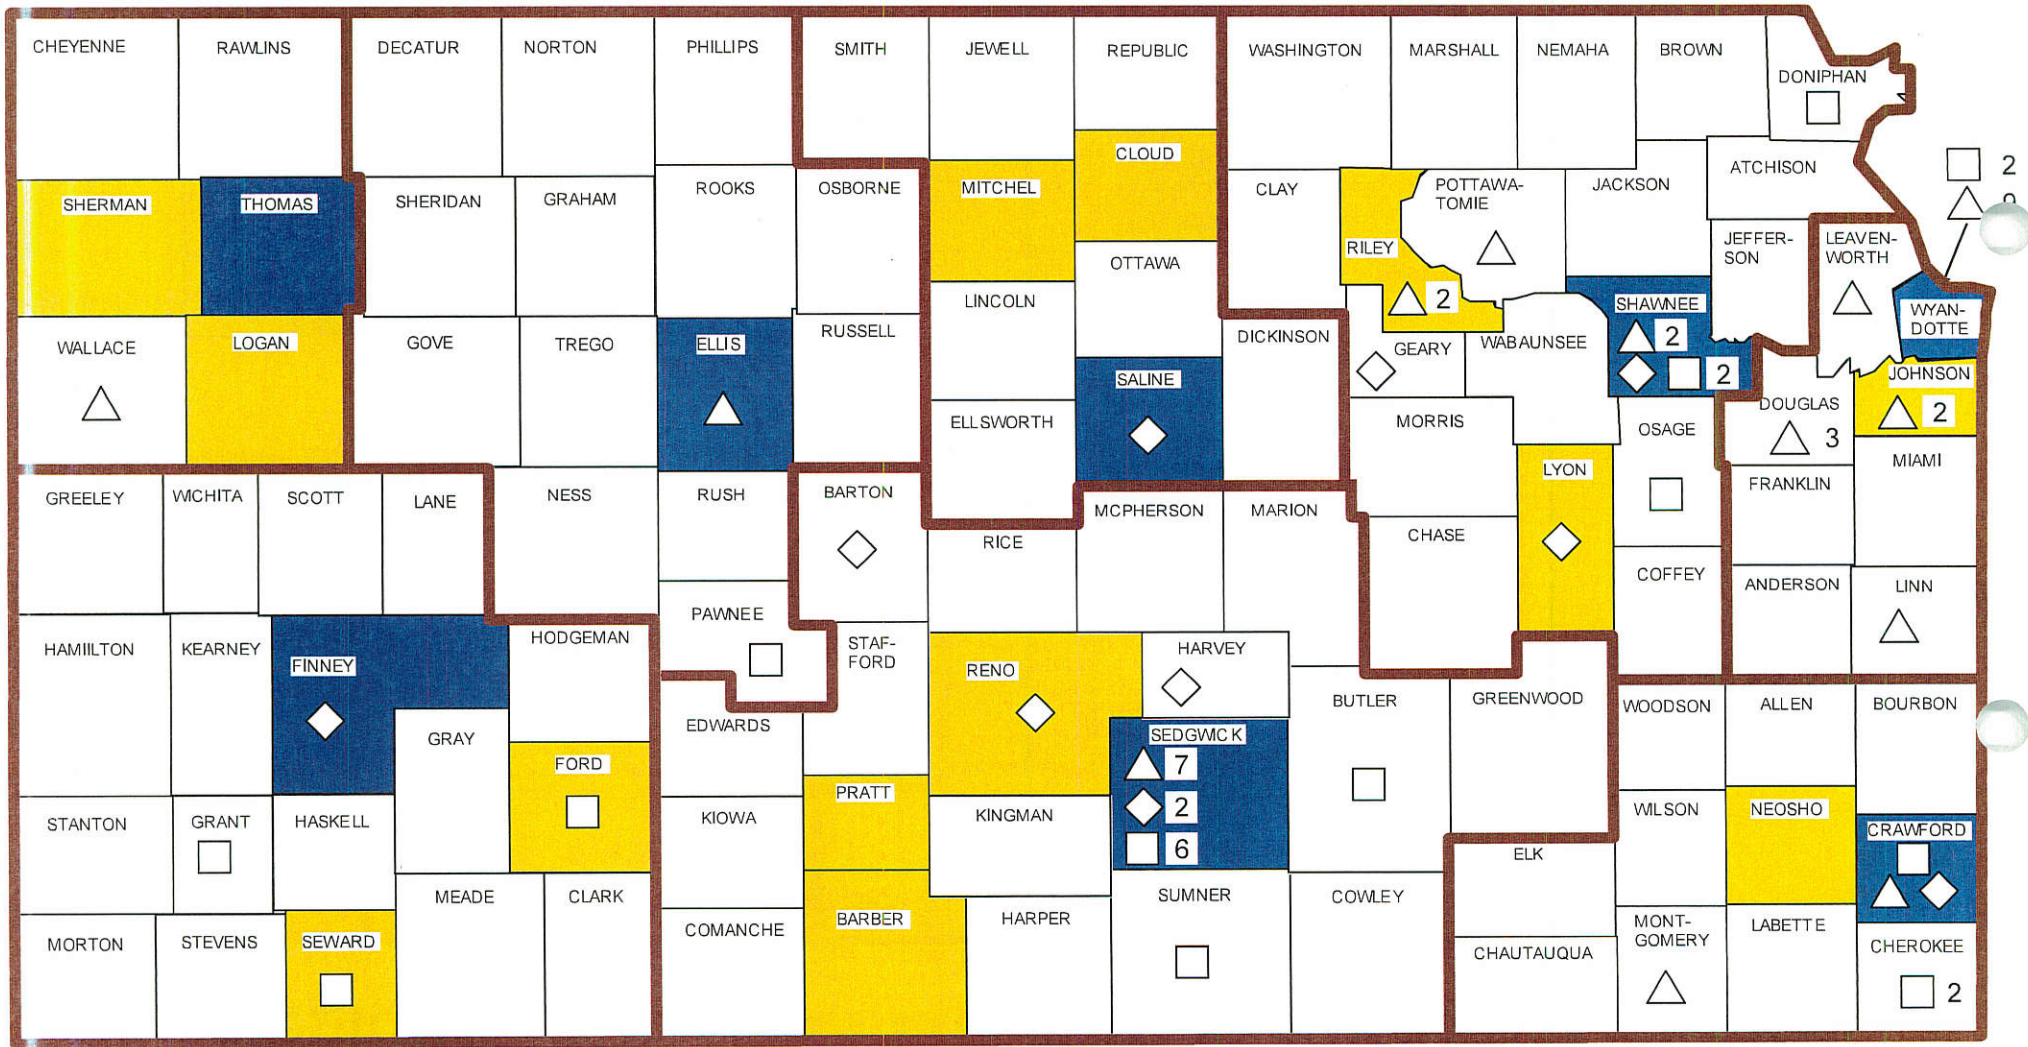 CHEYENNE
RAWLINS
DECATUR
NORTON
PHILLIPS
SMITH
JEWELL
REPUBLIC
WASHINGTON
MARSHALL
NEMAHA
BROWN
DONIPHAN
SHERMAN
THOMAS
SHERIDAN
GRAHAM
ROOKS
OSBORNE
MITCHEL
CLOUD
CLAY
RILEY
2
POTTAWA-
TOMIE
JACKSON
ATCHISON
2
JEFFER-
SON
LEAVEN-
WORTH
WYAN-
DOTTE
WALLACE
LOGAN
GOVE
TREGO
ELLIS
RUSSELL
LINCOLN
OTTAWA
DICKINSON
GEARY
WABAUNSEE
SHAWNEE
2
2
JOHNSON
2
DOUGLAS
3
ELLSWORTH
SALINE
MORRIS
OSAGE
MIAMI
GREELEY
WICHITA
SCOTT
LANE
NESS
RUSH
BARTON
RICE
MCPHERSON
MARION
CHASE
LYON
FRANKLIN
COFFEY
ANDERSON
LINN
HAMIILTON
KEARNEY
FINNEY
HODGEMAN
PAWNEE
STAF-
FORD
RENO
HARVEY
BUTLER
GREENWOOD
WOODSON
ALLEN
BOURBON
GRAY
FORD
EDWARDS
PRATT
SEDGWICK
7
2
6
STANTON
GRANT
HASKELL
KIOWA
KINGMAN
WILSON
NEOSHO
CRAWFORD
ELK
MEADE
CLARK
MORTON
STEVENS
SEWARD
COMANCHE
BARBER
HARPER
SUMNER
COWLEY
CHAUTAUQUA
MONT-
GOMERY
LABETTE
CHEROKEE
2